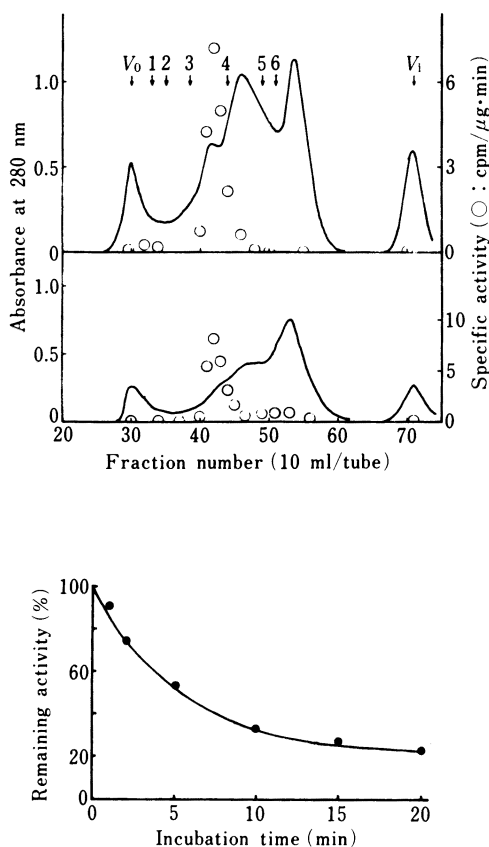 V0 1 2 3 4 5 6 Vi
1.0
0.5
0
Absorbance at 280 nm
6
3
0
Specific activity (○ : cpm/μg·min)
1.0
0.5
0
10
5
0
20 30 40 50 60 70
Fraction number (10 ml/tube)
100
60
20
0
Remaining activity (%)
0 5 10 15 20
Incubation time (min)